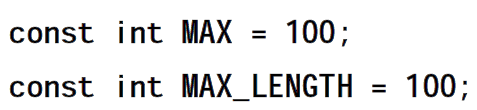 const int MAX = 100;
const int MAX_LENGTH = 100;